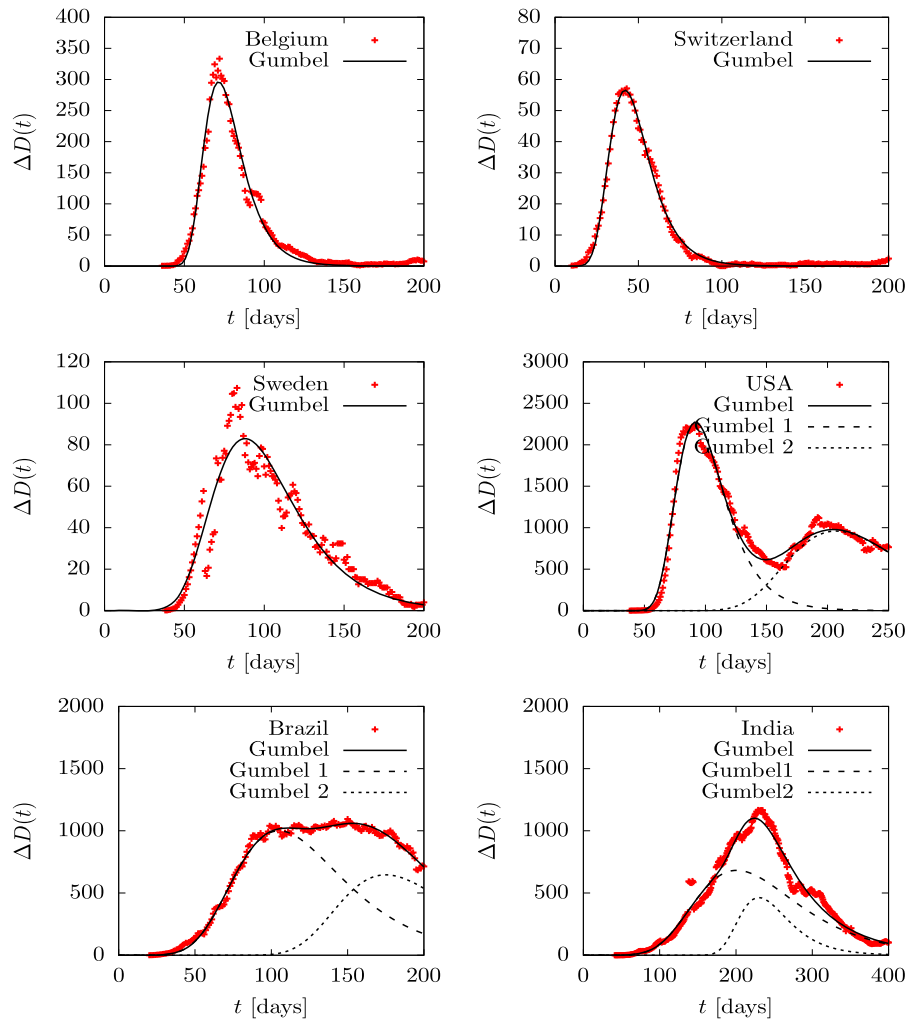 400
350
300
250
200
150
100
50
0
ΔD(t)
Belgium
Gumbel
0 50 100 150 200
t [days]
80
70
60
50
40
30
20
10
0
ΔD(t)
Switzerland
Gumbel
0 50 100 150 200
t [days]
120
100
80
60
40
20
0
ΔD(t)
Sweden
Gumbel
0 50 100 150 200
t [days]
3000
2500
2000
1500
1000
500
0
ΔD(t)
USA
Gumbel
Gumbel 1
Gumbel 2
0 50 100 150 200 250
t [days]
2000
1500
1000
500
0
ΔD(t)
Brazil
Gumbel
Gumbel 1
Gumbel 2
0 50 100 150 200
t [days]
2000
1500
1000
500
0
ΔD(t)
India
Gumbel
Gumbel1
Gumbel2
0 100 200 300 400
t [days]